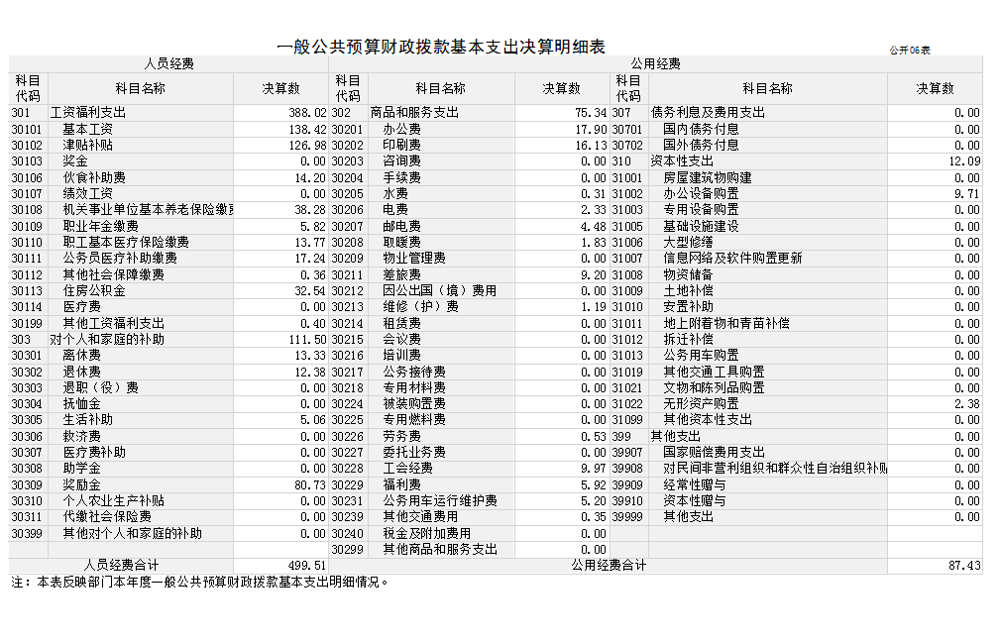 一般公共预算财政拨款基本支出决算明细表
公开06表
人员经费 公用经费
科目代码 科目名称 决算数 科目代码 科目名称 决算数 科目代码 科目名称 决算数
301 工资福利支出 388.02 302 商品和服务支出 75.34 307 债务利息及费用支出 0.00
30101 基本工资 138.42 30201 办公费 17.90 30701 国内债务付息 0.00
30102 津贴补贴 126.98 30202 印刷费 16.13 30702 国外债务付息 0.00
30103 奖金 0.00 30203 咨询费 0.00 310 资本性支出 12.09
30106 伙食补助费 14.20 30204 手续费 0.00 31001 房屋建筑物购建 0.00
30107 绩效工资 0.00 30205 水费 0.31 31002 办公设备购置 9.71
30108 机关事业单位基本养老保险缴费 38.28 30206 电费 2.33 31003 专用设备购置 0.00
30109 职业年金缴费 5.82 30207 邮电费 4.48 31005 基础设施建设 0.00
30110 职工基本医疗保险缴费 13.77 30208 取暖费 1.83 31006 大型修缮 0.00
30111 公务员医疗补助缴费 17.24 30209 物业管理费 0.00 31007 信息网络及软件购置更新 0.00
30112 其他社会保障缴费 0.36 30211 差旅费 9.20 31008 物资储备 0.00
30113 住房公积金 32.54 30212 因公出国（境）费用 0.00 31009 土地补偿 0.00
30114 医疗费 0.00 30213 维修（护）费 1.19 31010 安置补助 0.00
30199 其他工资福利支出 0.40 30214 租赁费 0.00 31011 地上附着物和青苗补偿 0.00
303 对个人和家庭的补助 111.50 30215 会议费 0.00 31012 拆迁补偿 0.00
30301 离休费 13.33 30216 培训费 0.00 31013 公务用车购置 0.00
30302 退休费 12.38 30217 公务接待费 0.00 31019 其他交通工具购置 0.00
30303 退职（役）费 0.00 30218 专用材料费 0.00 31021 文物和陈列品购置 0.00
30304 抚恤金 0.00 30224 被装购置费 0.00 31022 无形资产购置 2.38
30305 生活补助 5.06 30225 专用燃料费 0.00 31099 其他资本性支出 0.00
30306 救济费 0.00 30226 劳务费 0.53 399 其他支出 0.00
30307 医疗费补助 0.00 30227 委托业务费 0.00 39907 国家赔偿费用支出 0.00
30308 助学金 0.00 30228 工会经费 9.97 39908 对民间非营利组织和群众性自治组织补贴 0.00
30309 奖励金 80.73 30229 福利费 5.92 39909 经常性赠与 0.00
30310 个人农业生产补贴 0.00 30231 公务用车运行维护费 5.20 39910 资本性赠与 0.00
30311 代缴社会保险费 0.00 30239 其他交通费用 0.35 39999 其他支出 0.00
30399 其他对个人和家庭的补助 0.00 30240 税金及附加费用 0.00
30299 其他商品和服务支出 0.00
人员经费合计 499.51 公用经费合计 87.43
注：本表反映部门本年度一般公共预算财政拨款基本支出明细情况。